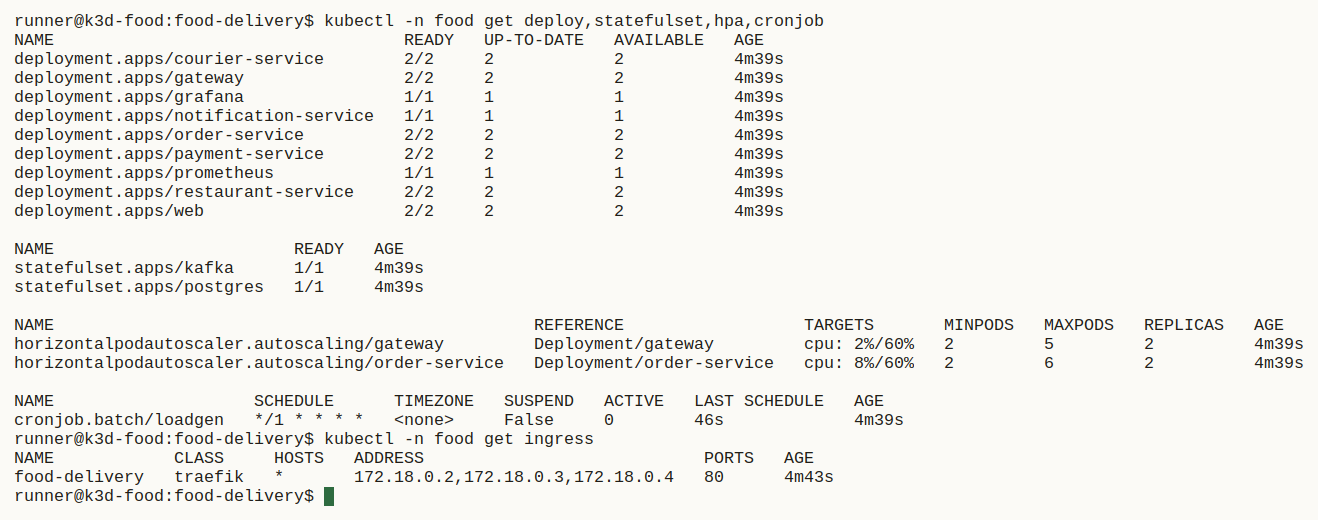 runner@k3d-food:food-delivery$ kubectl -n food get deploy,statefulset,hpa,cronjob
NAME                                   READY   UP-TO-DATE   AVAILABLE   AGE
deployment.apps/courier-service        2/2     2            2           4m39s
deployment.apps/gateway                2/2     2            2           4m39s
deployment.apps/grafana                1/1     1            1           4m39s
deployment.apps/notification-service   1/1     1            1           4m39s
deployment.apps/order-service          2/2     2            2           4m39s
deployment.apps/payment-service        2/2     2            2           4m39s
deployment.apps/prometheus             1/1     1            1           4m39s
deployment.apps/restaurant-service     2/2     2            2           4m39s
deployment.apps/web                    2/2     2            2           4m39s

NAME                        READY   AGE
statefulset.apps/kafka      1/1     4m39s
statefulset.apps/postgres   1/1     4m39s

NAME                                                REFERENCE                  TARGETS       MINPODS   MAXPODS   REPLICAS   AGE
horizontalpodautoscaler.autoscaling/gateway         Deployment/gateway         cpu: 2%/60%   2         5         2          4m39s
horizontalpodautoscaler.autoscaling/order-service   Deployment/order-service   cpu: 8%/60%   2         6         2          4m39s

NAME                    SCHEDULE      TIMEZONE   SUSPEND   ACTIVE   LAST SCHEDULE   AGE
cronjob.batch/loadgen   */1 * * * *   <none>     False     0        46s             4m39s
runner@k3d-food:food-delivery$ kubectl -n food get ingress
NAME            CLASS     HOSTS   ADDRESS                            PORTS   AGE
food-delivery   traefik   *       172.18.0.2,172.18.0.3,172.18.0.4   80      4m43s
runner@k3d-food:food-delivery$